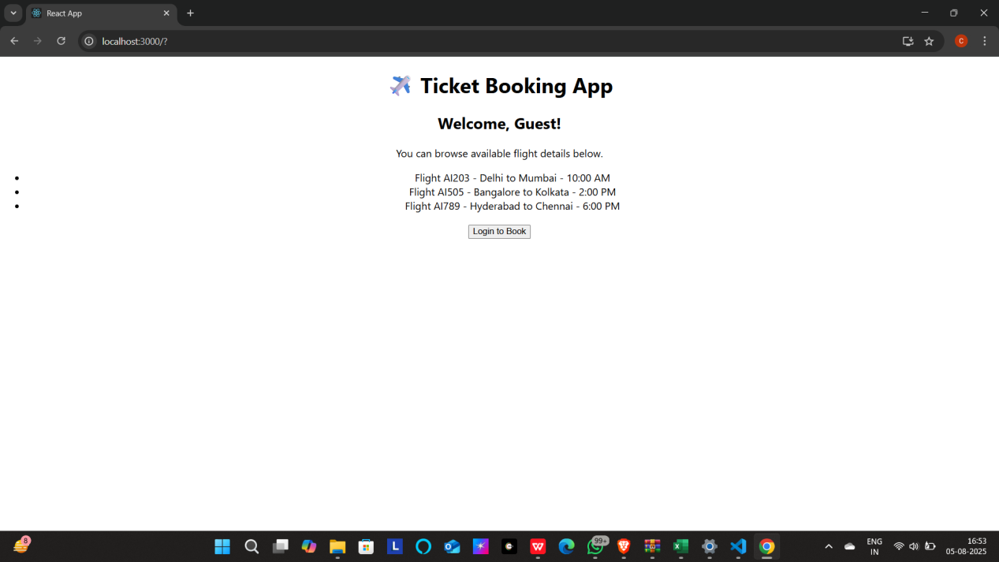 React App
localhost:3000/?
C
Ticket Booking App
Welcome, Guest!
You can browse available flight details below.
Flight AI203 - Delhi to Mumbai - 10:00 AM
Flight AI505 - Bangalore to Kolkata - 2:00 PM
Flight AI789 - Hyderabad to Chennai - 6:00 PM
Login to Book
8
L
W
99+
ENG
IN
16:53
05-08-2025